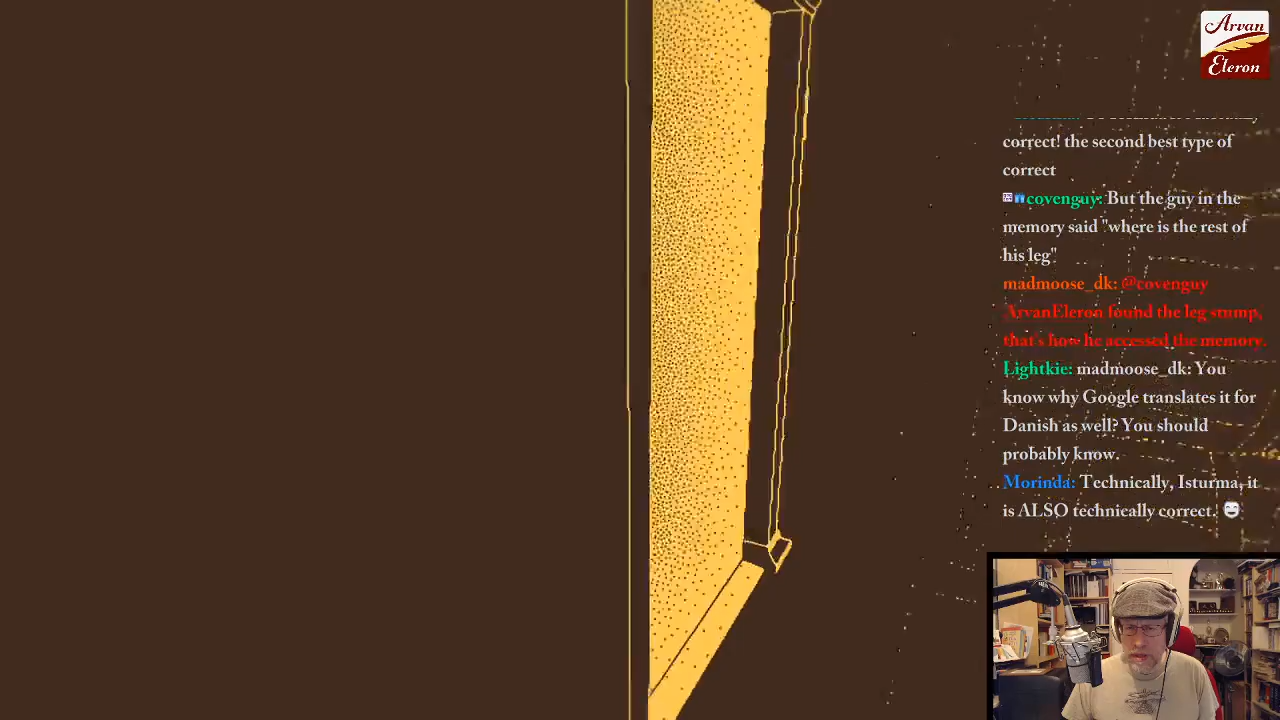 Arvan
Eleron
correct! the second best type of
correct
covenguy: But the guy in the
memory said "where is the rest of
his leg"
madmoose_dk: @covenguy
ArvanEleron found the leg stump,
that's how he accessed the memory.
Lightkie: madmoose_dk: You
know why Google translates it for
Danish as well? You should
probably know.
Morinda: Technically, Isturma, it
is ALSO technically correct.